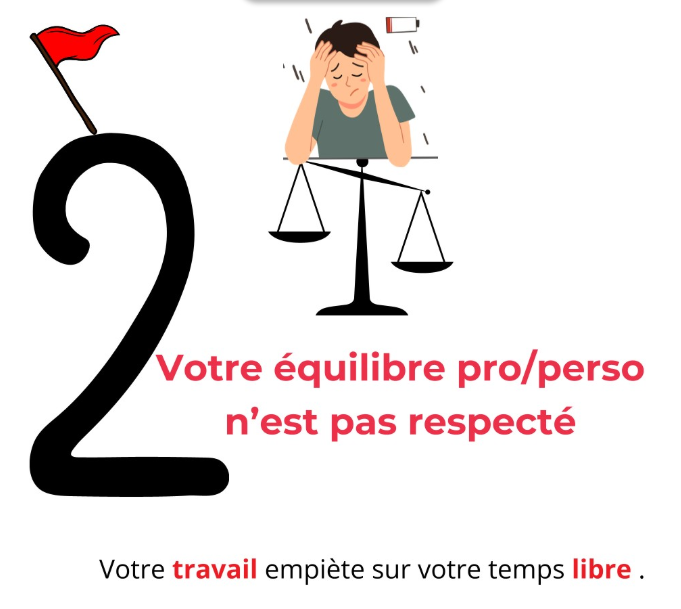 2
Votre équilibre pro/perso
n’est pas respecté
Votre travail empiète sur votre temps libre .